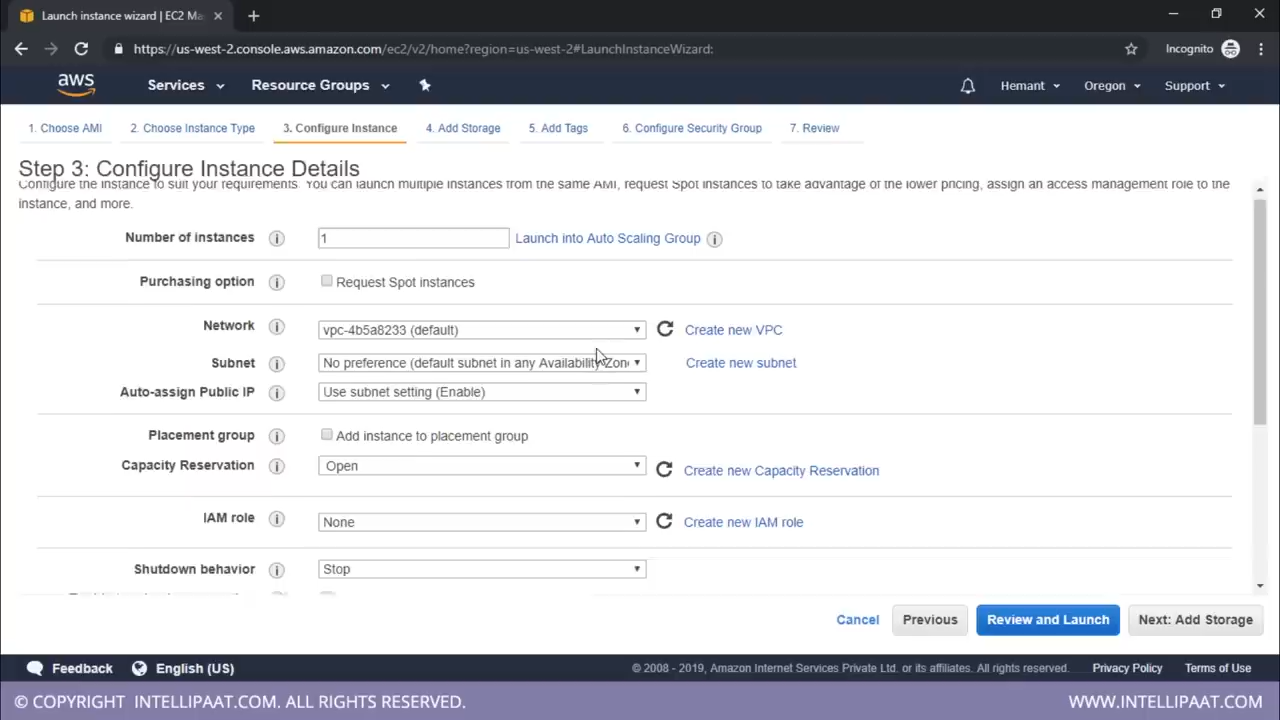 Launch instance wizard | EC2 Ma
https://us-west-2.console.aws.amazon.com/ec2/v2/home?region=us-west-2#LaunchInstanceWizard:
Incognito
aws Services Resource Groups Hemant Oregon Support
1. Choose AMI 2. Choose Instance Type 3. Configure Instance 4. Add Storage 5. Add Tags 6. Configure Security Group 7. Review
Step 3: Configure Instance Details
Configure the instance to suit your requirements. You can launch multiple instances from the same AMI, request Spot instances to take advantage of the lower pricing, assign an access management role to the
instance, and more.
Number of instances 1 Launch into Auto Scaling Group
Purchasing option Request Spot instances
Network vpc-4b5a8233 (default) Create new VPC
Subnet No preference (default subnet in any Availability Zon Create new subnet
Auto-assign Public IP Use subnet setting (Enable)
Placement group Add instance to placement group
Capacity Reservation Open Create new Capacity Reservation
IAM role None Create new IAM role
Shutdown behavior Stop
Cancel Previous Review and Launch Next: Add Storage
Feedback English (US) © 2008 - 2019, Amazon Internet Services Private Ltd. or its affiliates. All rights reserved. Privacy Policy Terms of Use
© COPYRIGHT INTELLIPAAT.COM. ALL RIGHTS RESERVED. WWW.INTELLIPAAT.COM